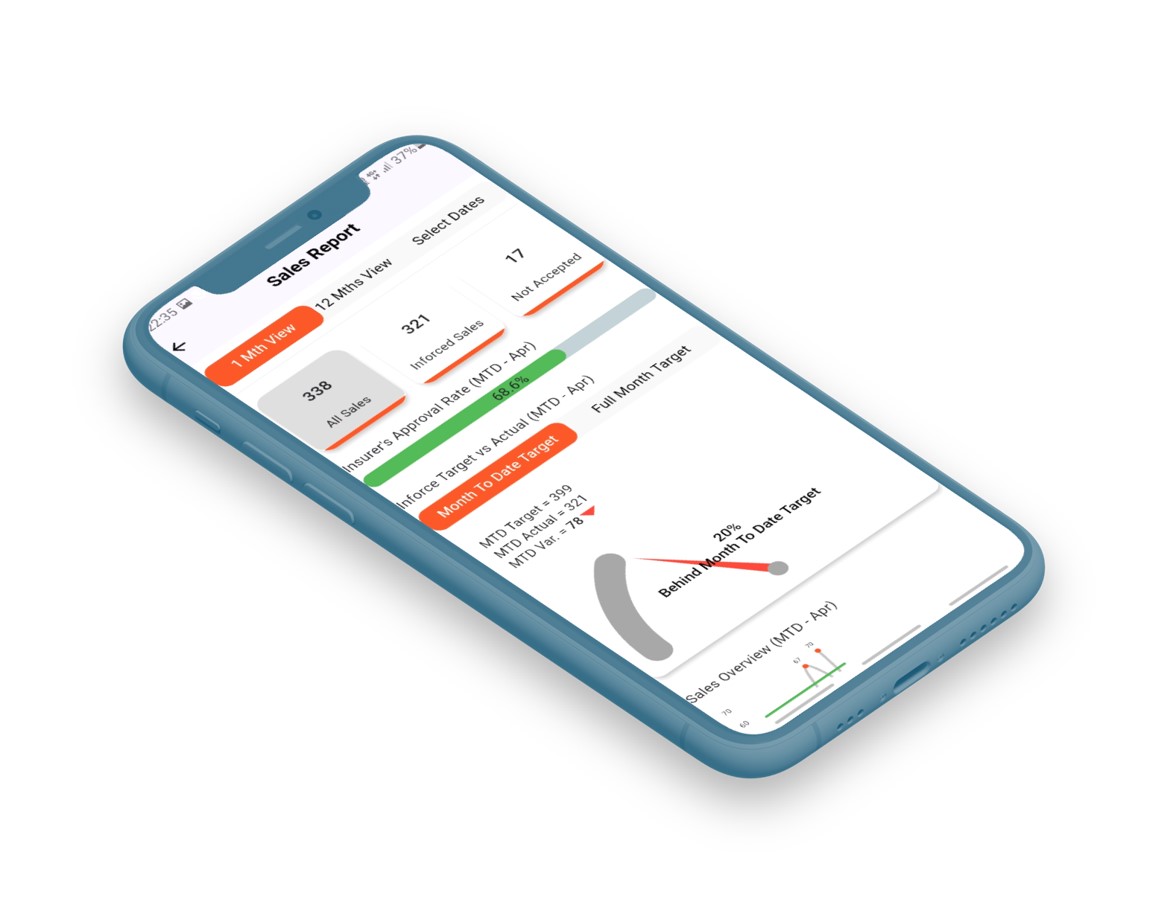 22:35
4G+
37%
Sales Report
1 Mth View
12 Mths View
Select Dates
338
All Sales
321
Inforced Sales
17
Not Accepted
Insurer's Approval Rate (MTD - Apr)
68.6%
Inforce Target vs Actual (MTD - Apr)
Month To Date Target
Full Month Target
MTD Target = 399
MTD Actual = 321
MTD Var. = 78
20%
Behind Month To Date Target
Sales Overview (MTD - Apr)
70
60
67
73